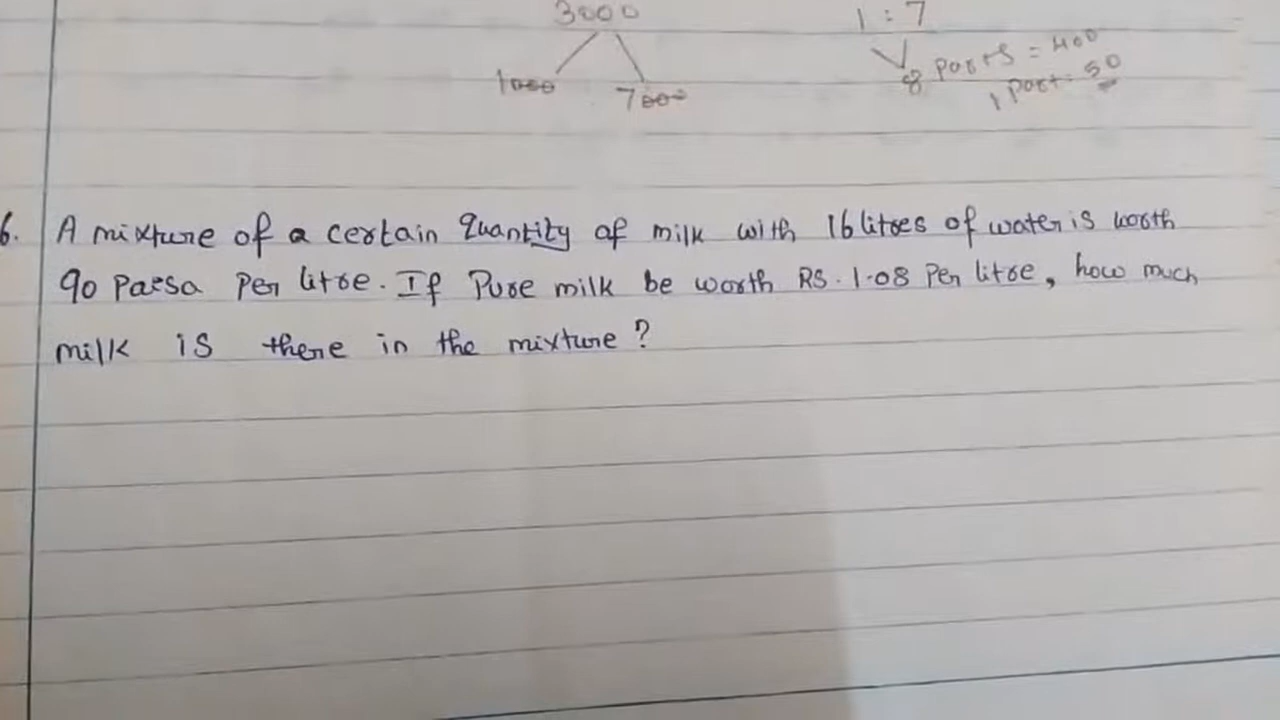 3000
1000 7000
1 : 7
8 parts = 400
1 part = 50
6. A mixture of a certain Quantity of milk with 16 litres of water is worth
90 Paisa Per litre. If Pure milk be worth RS. 1.08 Per litre, how much
milk is there in the mixture?